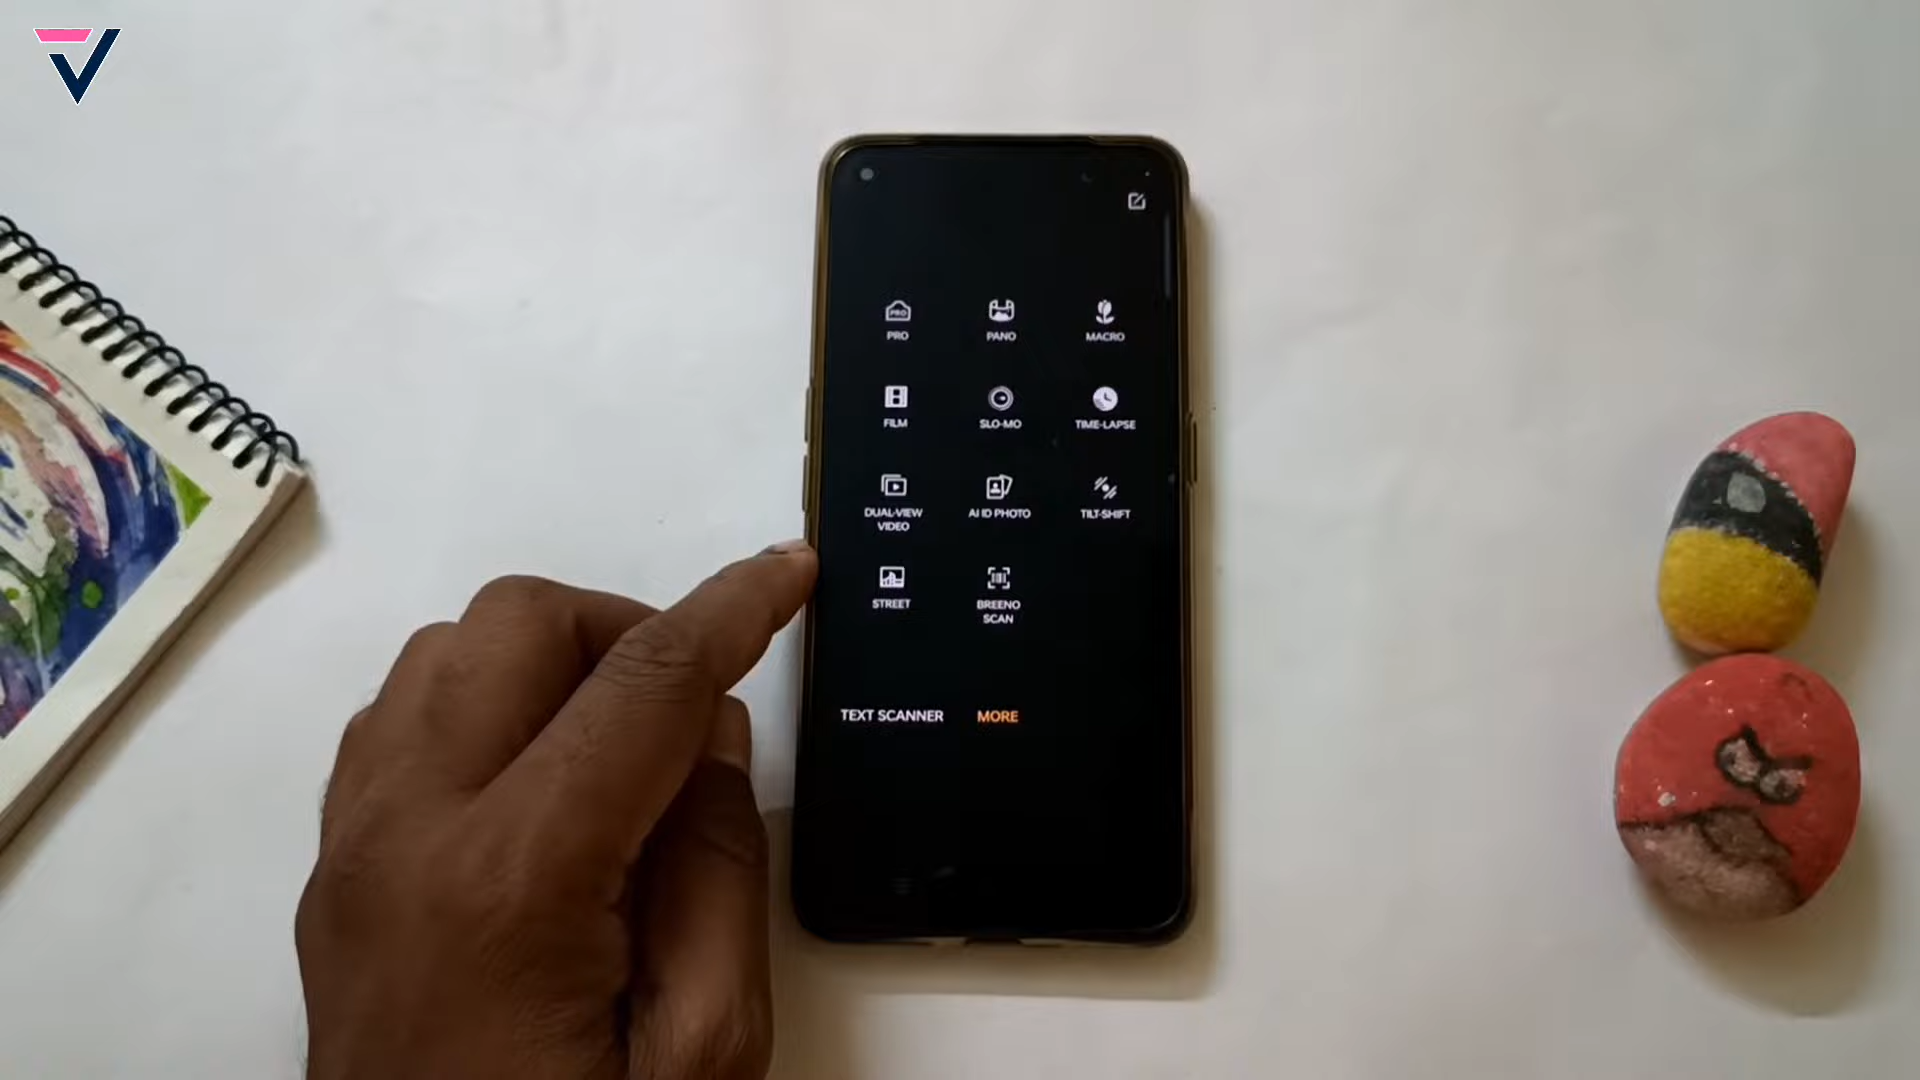 PRO
PRO
PANO
MACRO
FILM
SLO-MO
TIME-LAPSE
DUAL-VIEW
VIDEO
AI ID PHOTO
TILT-SHIFT
STREET
BREENO
SCAN
TEXT SCANNER
MORE